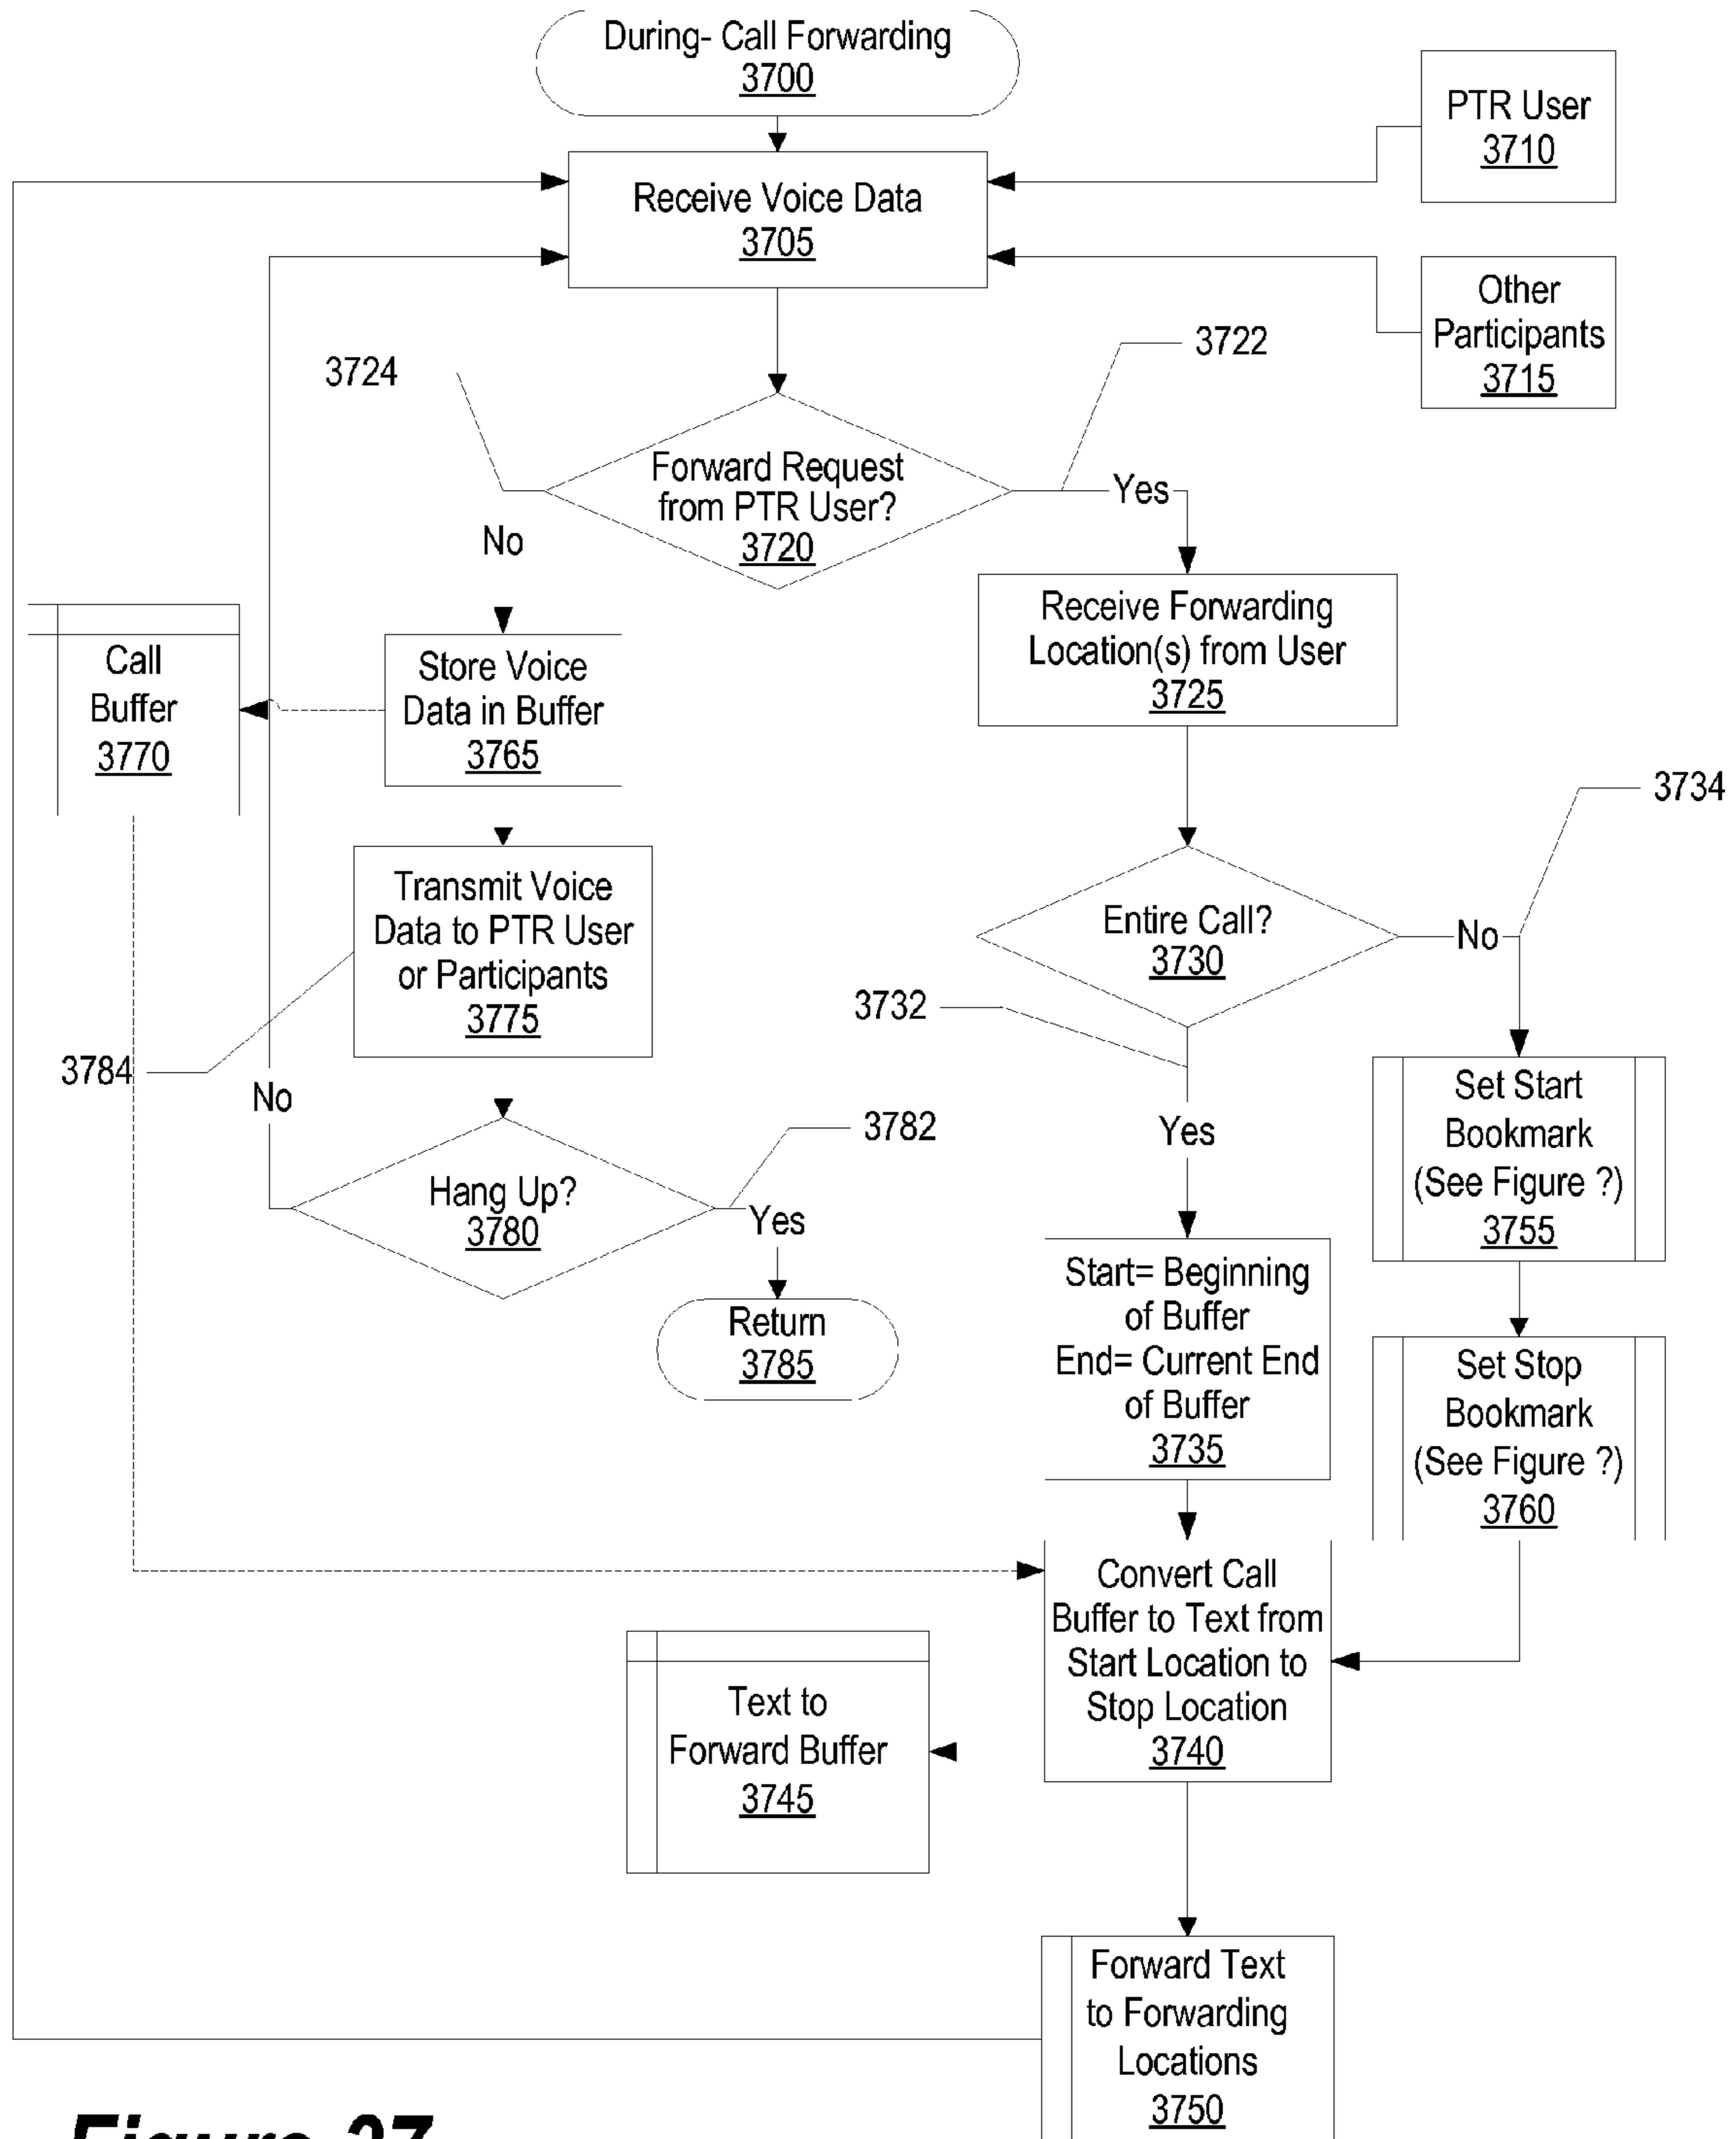 During- Call Forwarding
3700
PTR User
3710
Receive Voice Data
3705
Other
Participants
3715
3724
3722
Forward Request
from PTR User?
3720
Yes
No
Receive Forwarding
Location(s) from User
3725
Call
Buffer
3770
Store Voice
Data in Buffer
3765
3734
Transmit Voice
Data to PTR User
or Participants
3775
Entire Call?
3730
No
3732
3784
No
Yes
Set Start
Bookmark
(See Figure ?)
3755
3782
Hang Up?
3780
Yes
Return
3785
Start= Beginning
of Buffer
End= Current End
of Buffer
3735
Set Stop
Bookmark
(See Figure ?)
3760
Convert Call
Buffer to Text from
Start Location to
Stop Location
3740
Text to
Forward Buffer
3745
Forward Text
to Forwarding
Locations
3750
Figure 37